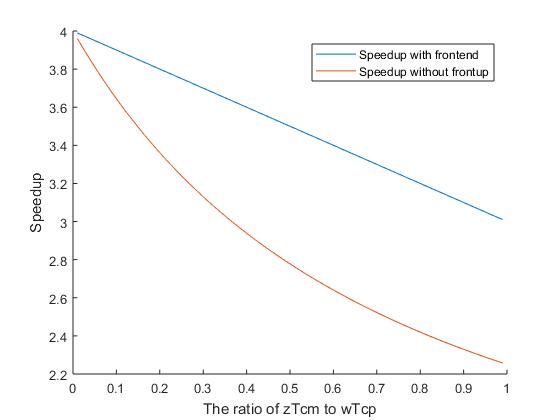 4
3.8
3.6
3.4
3.2
3
2.8
2.6
2.4
2.2
Speedup
Speedup with frontend
Speedup without frontup
0 0.1 0.2 0.3 0.4 0.5 0.6 0.7 0.8 0.9 1
The ratio of zTcm to wTcp